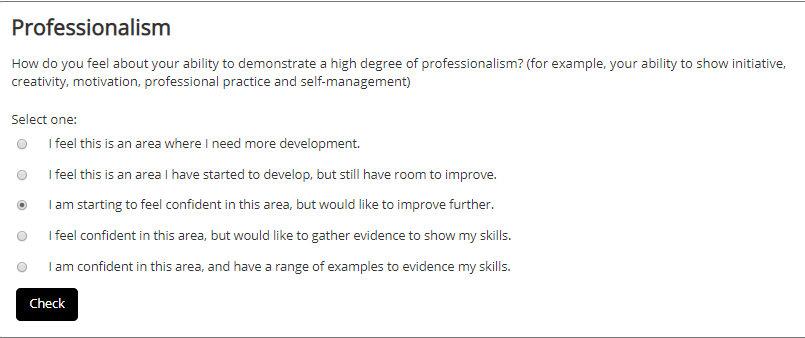 Professionalism
How do you feel about your ability to demonstrate a high degree of professionalism? (for example, your ability to show initiative,
creativity, motivation, professional practice and self-management)
Select one:
I feel this is an area where I need more development.
I feel this is an area I have started to develop, but still have room to improve.
I am starting to feel confident in this area, but would like to improve further.
I feel confident in this area, but would like to gather evidence to show my skills.
I am confident in this area, and have a range of examples to evidence my skills.
Check